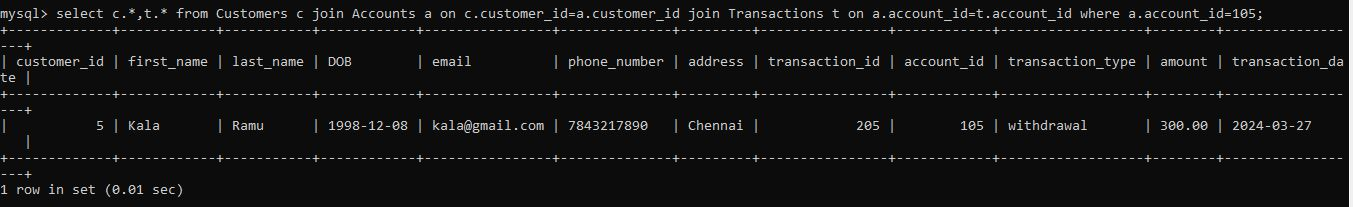 mysql> select c.*,t.* from Customers c join Accounts a on c.customer_id=a.customer_id join Transactions t on a.account_id=t.account_id where a.account_id=105;
+-------------+------------+-----------+------------+----------------+--------------+---------+----------------+------------+------------------+--------+---------------
---+
| customer_id | first_name | last_name | DOB        | email          | phone_number | address | transaction_id | account_id | transaction_type | amount | transaction_da
te |
+-------------+------------+-----------+------------+----------------+--------------+---------+----------------+------------+------------------+--------+---------------
---+
|           5 | Kala       | Ramu      | 1998-12-08 | kala@gmail.com | 7843217890   | Chennai |            205 |        105 | withdrawal       | 300.00 | 2024-03-27
   |
+-------------+------------+-----------+------------+----------------+--------------+---------+----------------+------------+------------------+--------+---------------
---+
1 row in set (0.01 sec)